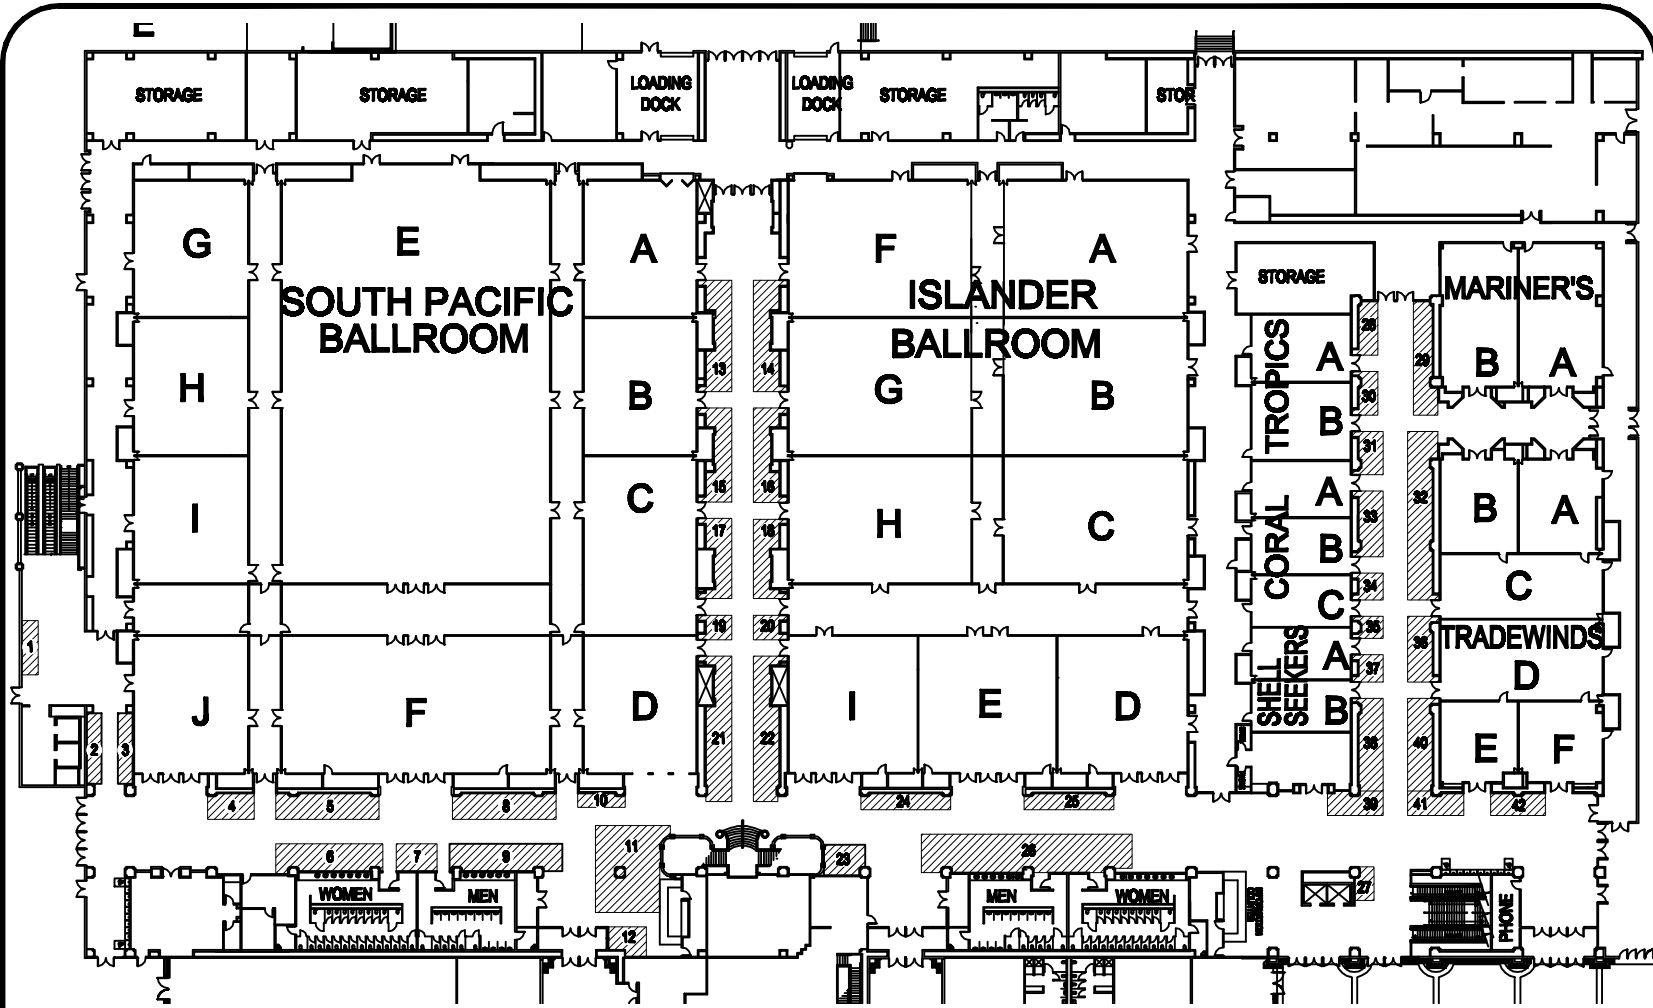 STORAGE
STORAGE
LOADING
DOCK
LOADING
DOCK
STORAGE
STOR
G
E
A
F
A
SOUTH PACIFIC
BALLROOM
ISLANDER
BALLROOM
STORAGE
MARINER'S
B
A
H
B
G
B
I
C
H
C
TROPICS
A
B
CORAL
A
B
C
SHELL
SEEKERS
A
B
B
A
C
TRADEWINDS
D
E
F
J
F
D
I
E
D
1
2
3
4
5
6
7
8
9
10
11
12
13
14
15
16
17
18
19
20
21
22
23
24
25
26
27
28
29
30
31
32
33
34
35
36
37
38
39
40
41
42
WOMEN
MEN
MEN
WOMEN
PHONE